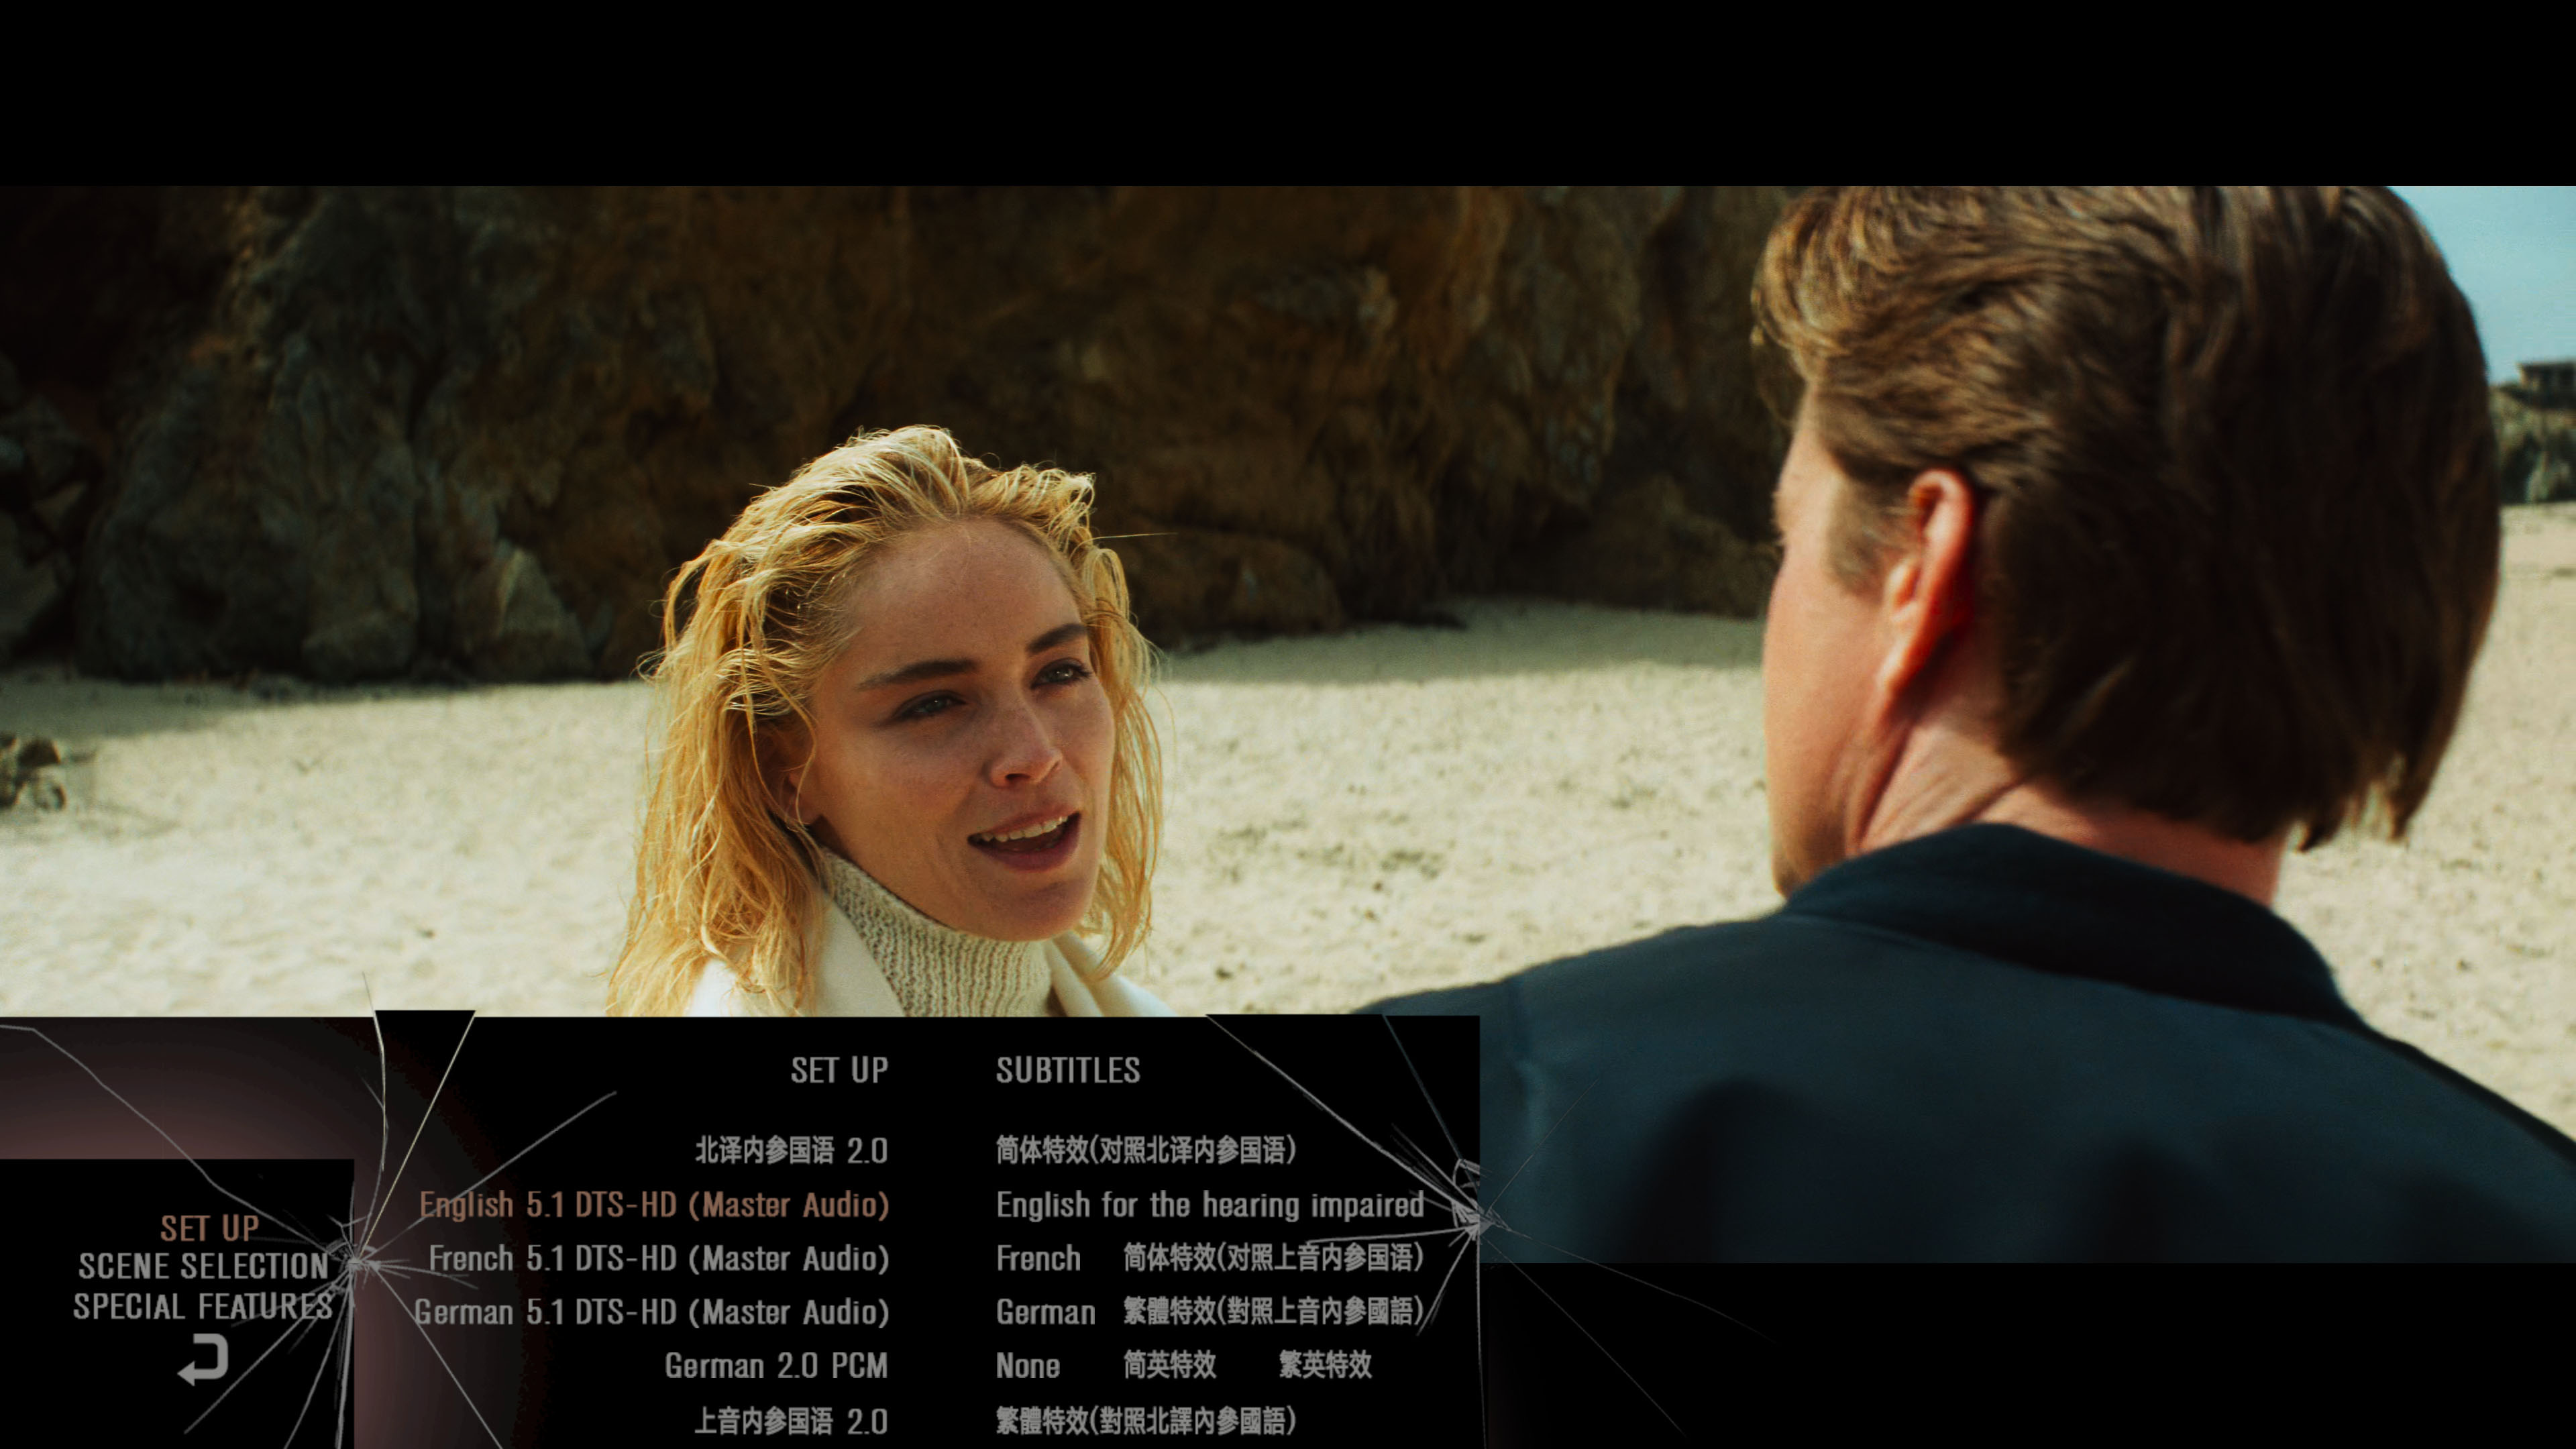 SET UP
SCENE SELECTION
SPECIAL FEATURES
SET UP
北译内参国语 2.0
English 5.1 DTS-HD (Master Audio)
French 5.1 DTS-HD (Master Audio)
German 5.1 DTS-HD (Master Audio)
German 2.0 PCM
上音内参国语 2.0
SUBTITLES
简体特效(对照北译内参国语)
English for the hearing impaired
French 简体特效(对照上音内参国语)
German 繁體特效(對照上音內參國語)
None 简英特效 繁英特效
繁體特效(對照北譯內參國語)